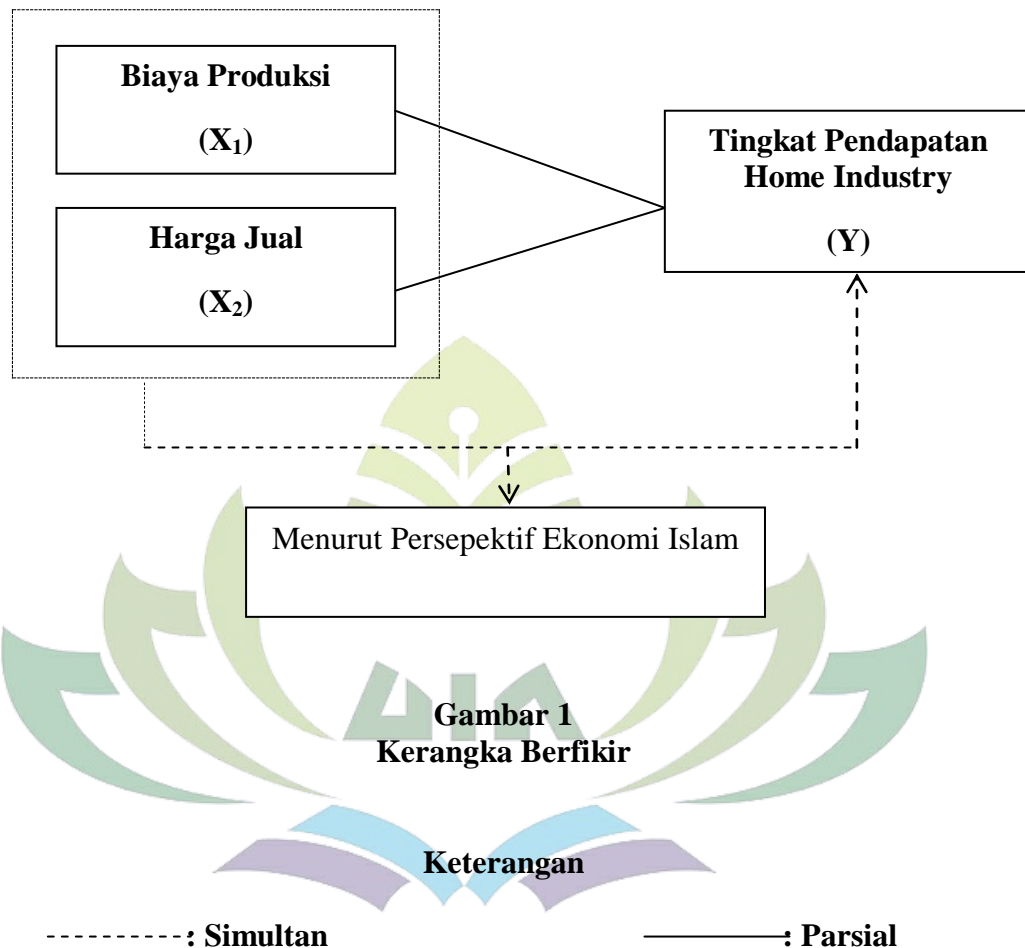 Biaya Produksi
(X₁)
Harga Jual
(X₂)
Tingkat Pendapatan
Home Industry
(Y)
Menurut Persepektif Ekonomi Islam
UIN
Gambar 1
Kerangka Berfikir
Keterangan
: Simultan
: Parsial